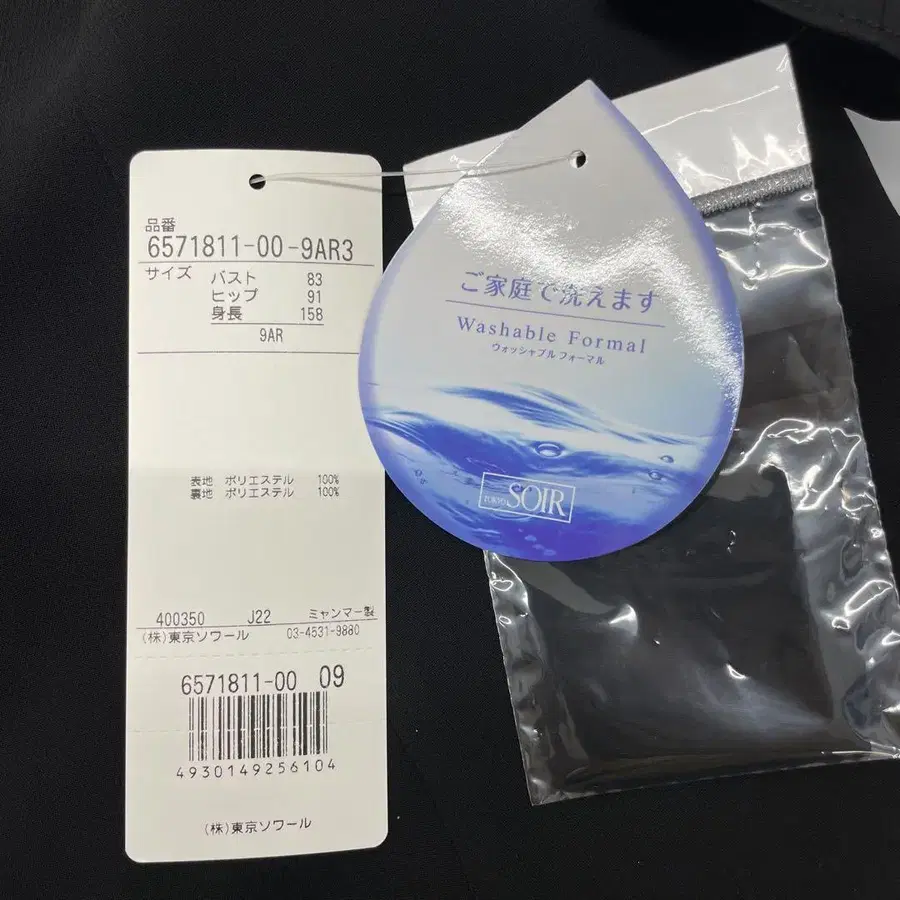 品番
6571811-00-9AR3
サイズ バスト 83
ヒップ 91
身長 158
9AR
表地 ポリエステル 100%
裏地 ポリエステル 100%
400350 J22 ミャンマー製
(株)東京ソワール 03-4531-9880
6571811-00 09
4930149256104
(株)東京ソワール
ご家庭で洗えます
Washable Formal
ウォッシャブル フォーマル
TOKYO SOIR